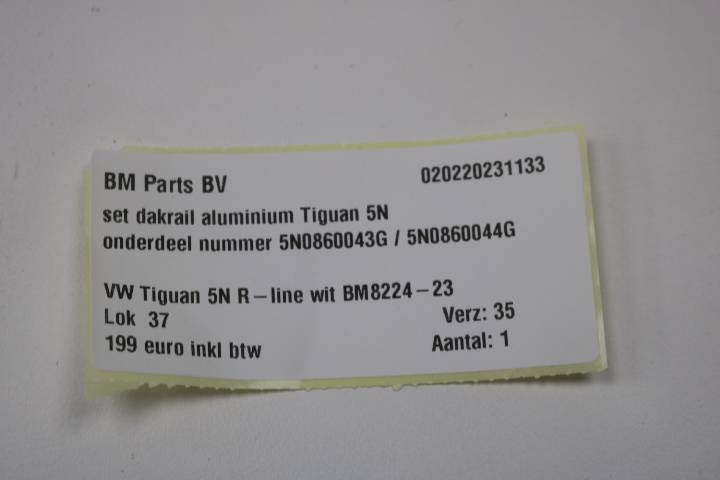 BM Parts BV 020220231133
set dakrail aluminium Tiguan 5N
onderdeel nummer 5N0860043G / 5N0860044G
VW Tiguan 5N R-line wit BM8224-23
Lok 37 Verz: 35
199 euro inkl btw Aantal: 1